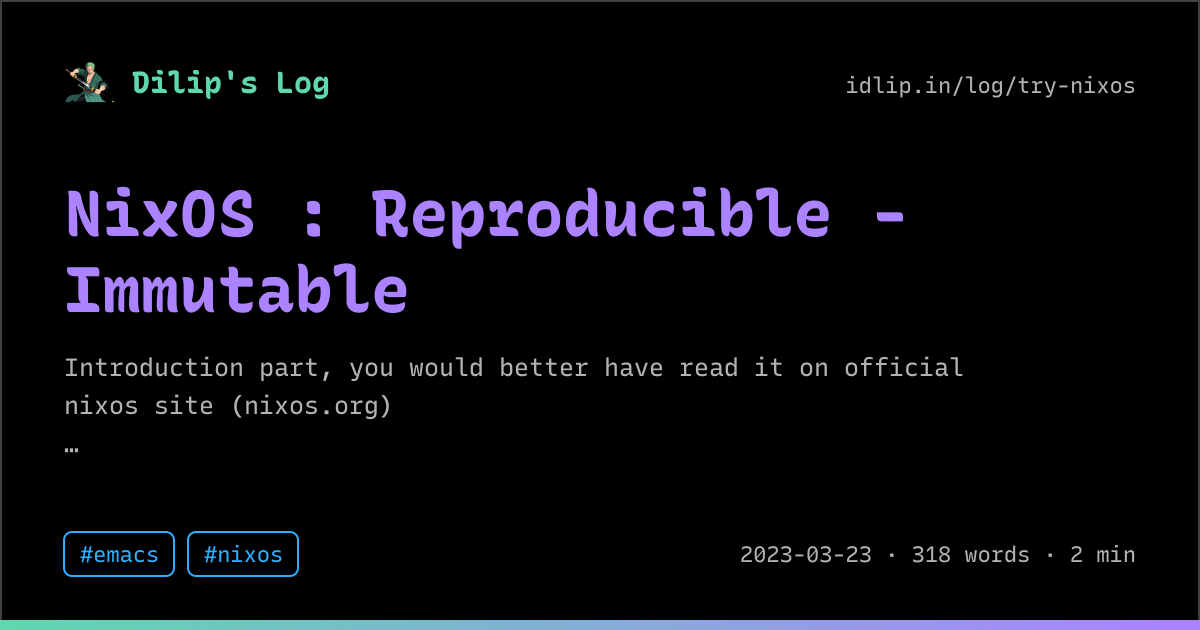 Dilip's Log
idlip.in/log/try-nixos
NixOS : Reproducible -
Immutable
Introduction part, you would better have read it on official
nixos site (nixos.org)
…
#emacs
#nixos
2023-03-23 · 318 words · 2 min